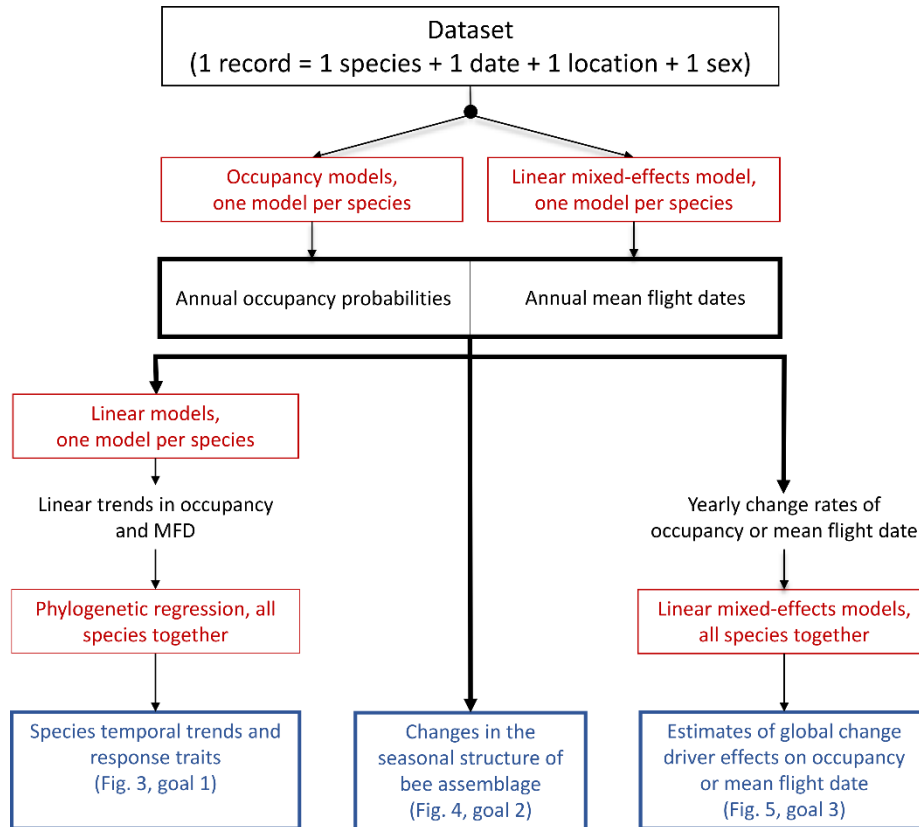 Dataset
(1 record = 1 species + 1 date + 1 location + 1 sex)
Occupancy models,
one model per species
Linear mixed-effects model,
one model per species
Annual occupancy probabilities
Annual mean flight dates
Linear models,
one model per species
Linear trends in occupancy
and MFD
Yearly change rates of
occupancy or mean flight date
Phylogenetic regression, all
species together
Linear mixed-effects models,
all species together
Species temporal trends and
response traits
(Fig. 3, goal 1)
Changes in the
seasonal structure of
bee assemblage
(Fig. 4, goal 2)
Estimates of global change
driver effects on occupancy
or mean flight date
(Fig. 5, goal 3)